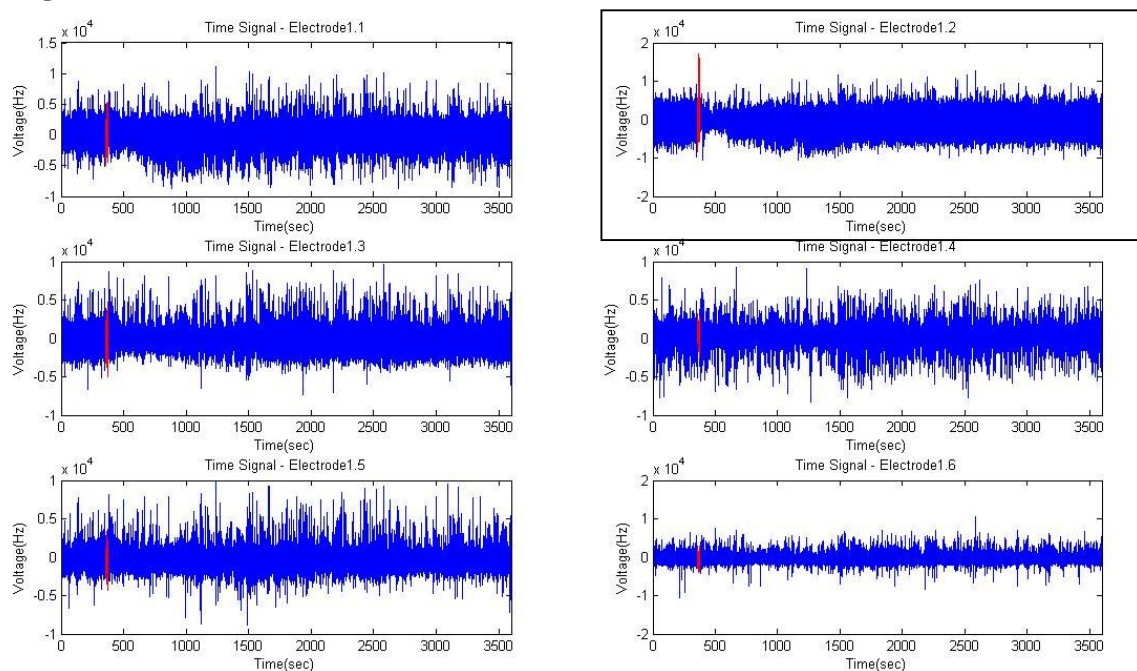 Time Signal - Electrode1.1
x 10^4
1.5
1
0.5
0
-0.5
-1
Voltage(Hz)
0 500 1000 1500 2000 2500 3000 3500
Time(sec)
Time Signal - Electrode1.2
x 10^4
2
1
0
-1
-2
Voltage(Hz)
0 500 1000 1500 2000 2500 3000 3500
Time(sec)
Time Signal - Electrode1.3
x 10^4
1
0.5
0
-0.5
-1
Voltage(Hz)
0 500 1000 1500 2000 2500 3000 3500
Time(sec)
Time Signal - Electrode1.4
x 10^4
1
0.5
0
-0.5
-1
Voltage(Hz)
0 500 1000 1500 2000 2500 3000 3500
Time(sec)
Time Signal - Electrode1.5
x 10^4
1
0.5
0
-0.5
-1
Voltage(Hz)
0 500 1000 1500 2000 2500 3000 3500
Time(sec)
Time Signal - Electrode1.6
x 10^4
2
1
0
-1
-2
Voltage(Hz)
0 500 1000 1500 2000 2500 3000 3500
Time(sec)